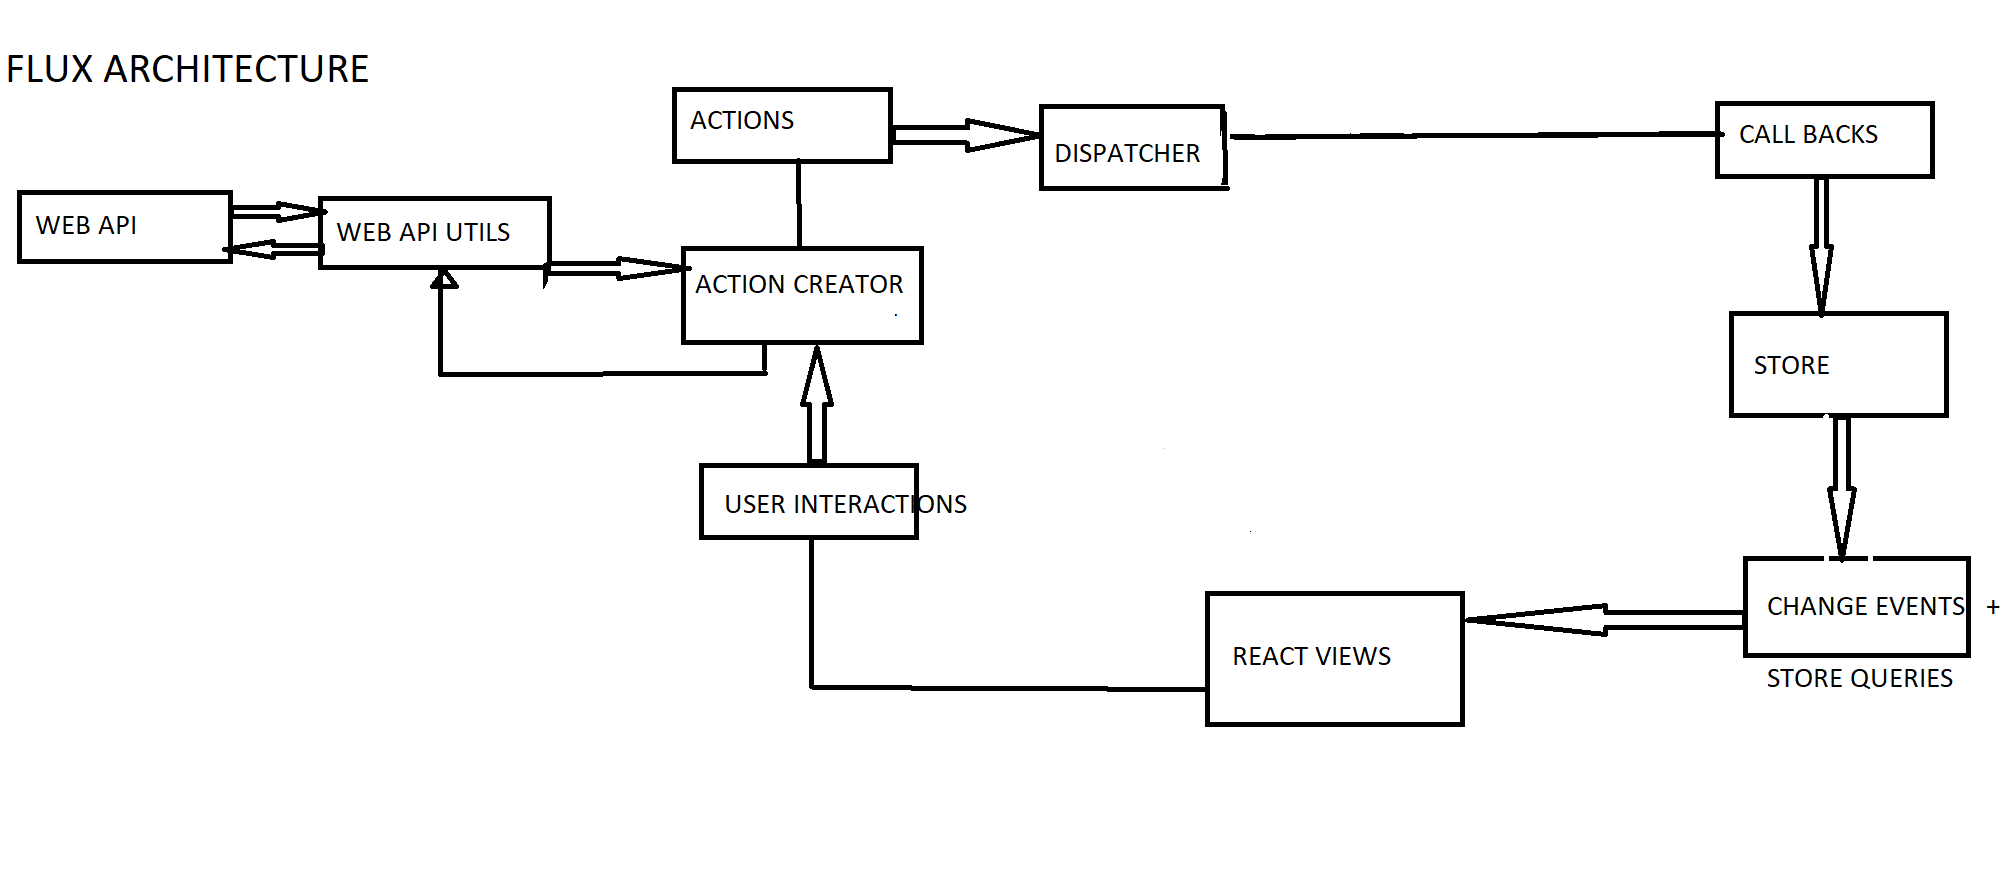 FLUX ARCHITECTURE
ACTIONS
DISPATCHER
CALL BACKS
WEB API
WEB API UTILS
ACTION CREATOR
STORE
USER INTERACTIONS
CHANGE EVENTS +
STORE QUERIES
REACT VIEWS